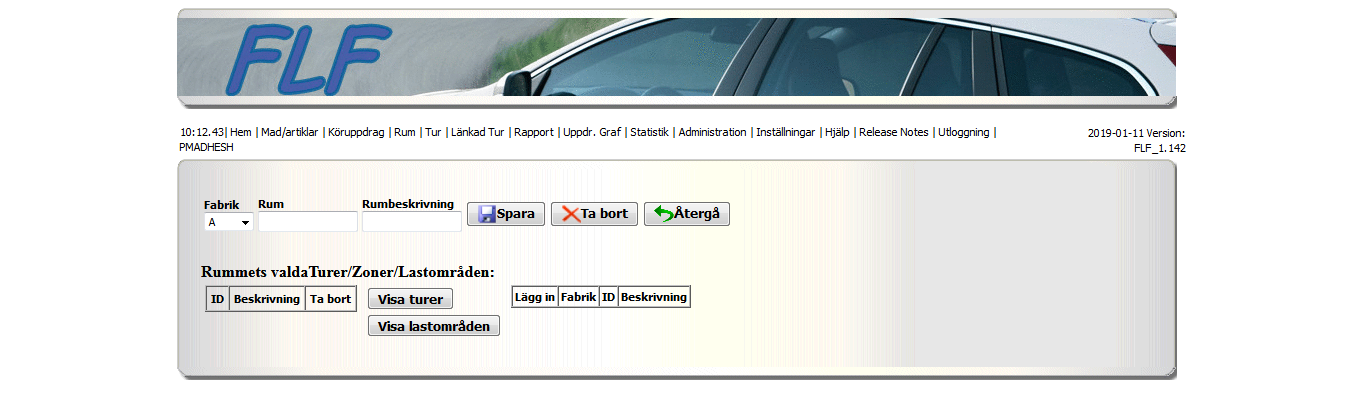 FLF
10:12.43| Hem | Mad/artiklar | Köruppdrag | Rum | Tur | Länkad Tur | Rapport | Uppdr. Graf | Statistik | Administration | Inställningar | Hjälp | Release Notes | Utloggning | 2019-01-11 Version:
PMADHESH FLF_1.142
Fabrik Rum Rumbeskrivning
A Spara Ta bort Återgå
Rummets valdaTurer/Zoner/Lastområden:
ID Beskrivning Ta bort Visa turer Lägg in Fabrik ID Beskrivning
Visa lastområden